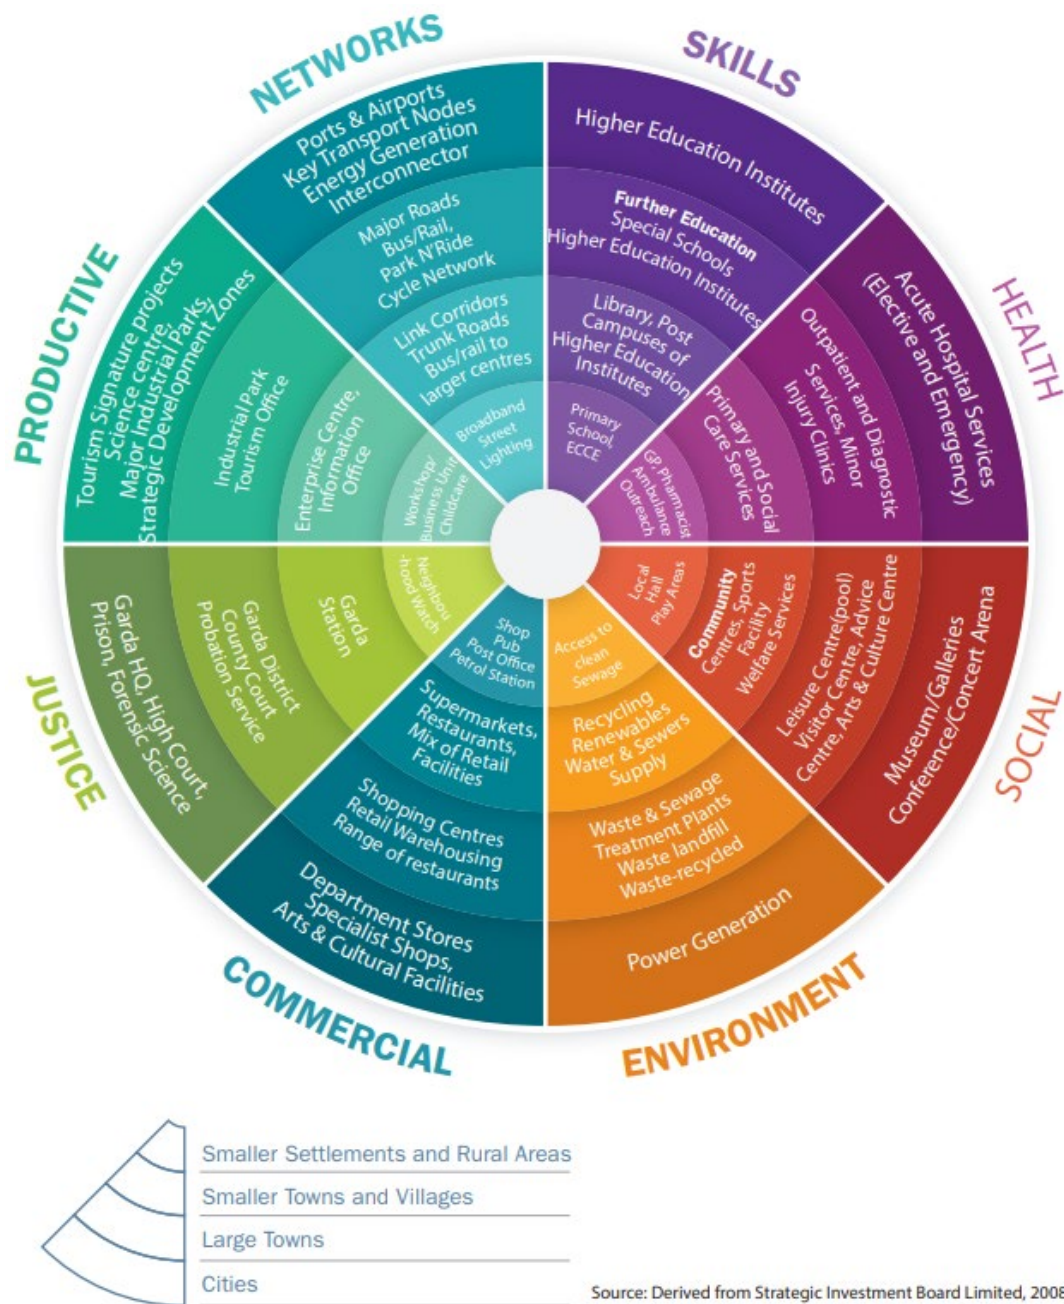 NETWORKS
Ports & Airports
Key Transport Nodes
Energy Generation
Interconnector
Major Roads
Bus/Rail,
Park N'Ride
Cycle Network
Link Corridors
Trunk Roads
Bus/rail to
larger centres
Broadband
Street
Lighting
SKILLS
Higher Education Institutes
Further Education
Special Schools
Higher Education Institutes
Library, Post
Campuses of
Higher Education
Institutes
Primary
School,
ECCE
HEALTH
Acute Hospital Services
(Elective and Emergency)
Outpatient and Diagnostic
Services, Minor
Injury Clinics
Primary and Social
Care Services
GP, Pharmacist
Ambulance
Outreach
SOCIAL
Museum/Galleries
Conference/Concert Arena
Leisure Centre(pool)
Visitor Centre, Advice
Centre, Arts & Culture Centre
Community
Centres, Sports
Facility
Welfare Services
Local
Hall
Play Areas
ENVIRONMENT
Access to
clean
Sewage
Recycling
Renewables
Water & Sewers
Supply
Waste & Sewage
Treatment Plants
Waste landfill
Waste-recycled
Power Generation
COMMERCIAL
Shop
Pub
Post Office
Petrol Station
Supermarkets,
Restaurants,
Mix of Retail
Facilities
Shopping Centres
Retail Warehousing
Range of restaurants
Department Stores
Specialist Shops,
Arts & Cultural Facilities
JUSTICE
Garda HQ, High Court,
Prison, Forensic Science
Garda District
County Court
Probation Service
Garda
Station
Neighbou
-hood Watch
PRODUCTIVE
Tourism Signature projects
Science centre,
Major Industrial Parks,
Strategic Development Zones
Industrial Park
Tourism Office
Enterprise Centre,
Information
Office
Workshop/
Business Unit
Childcare
Smaller Settlements and Rural Areas
Smaller Towns and Villages
Large Towns
Cities
Source: Derived from Strategic Investment Board Limited, 2008